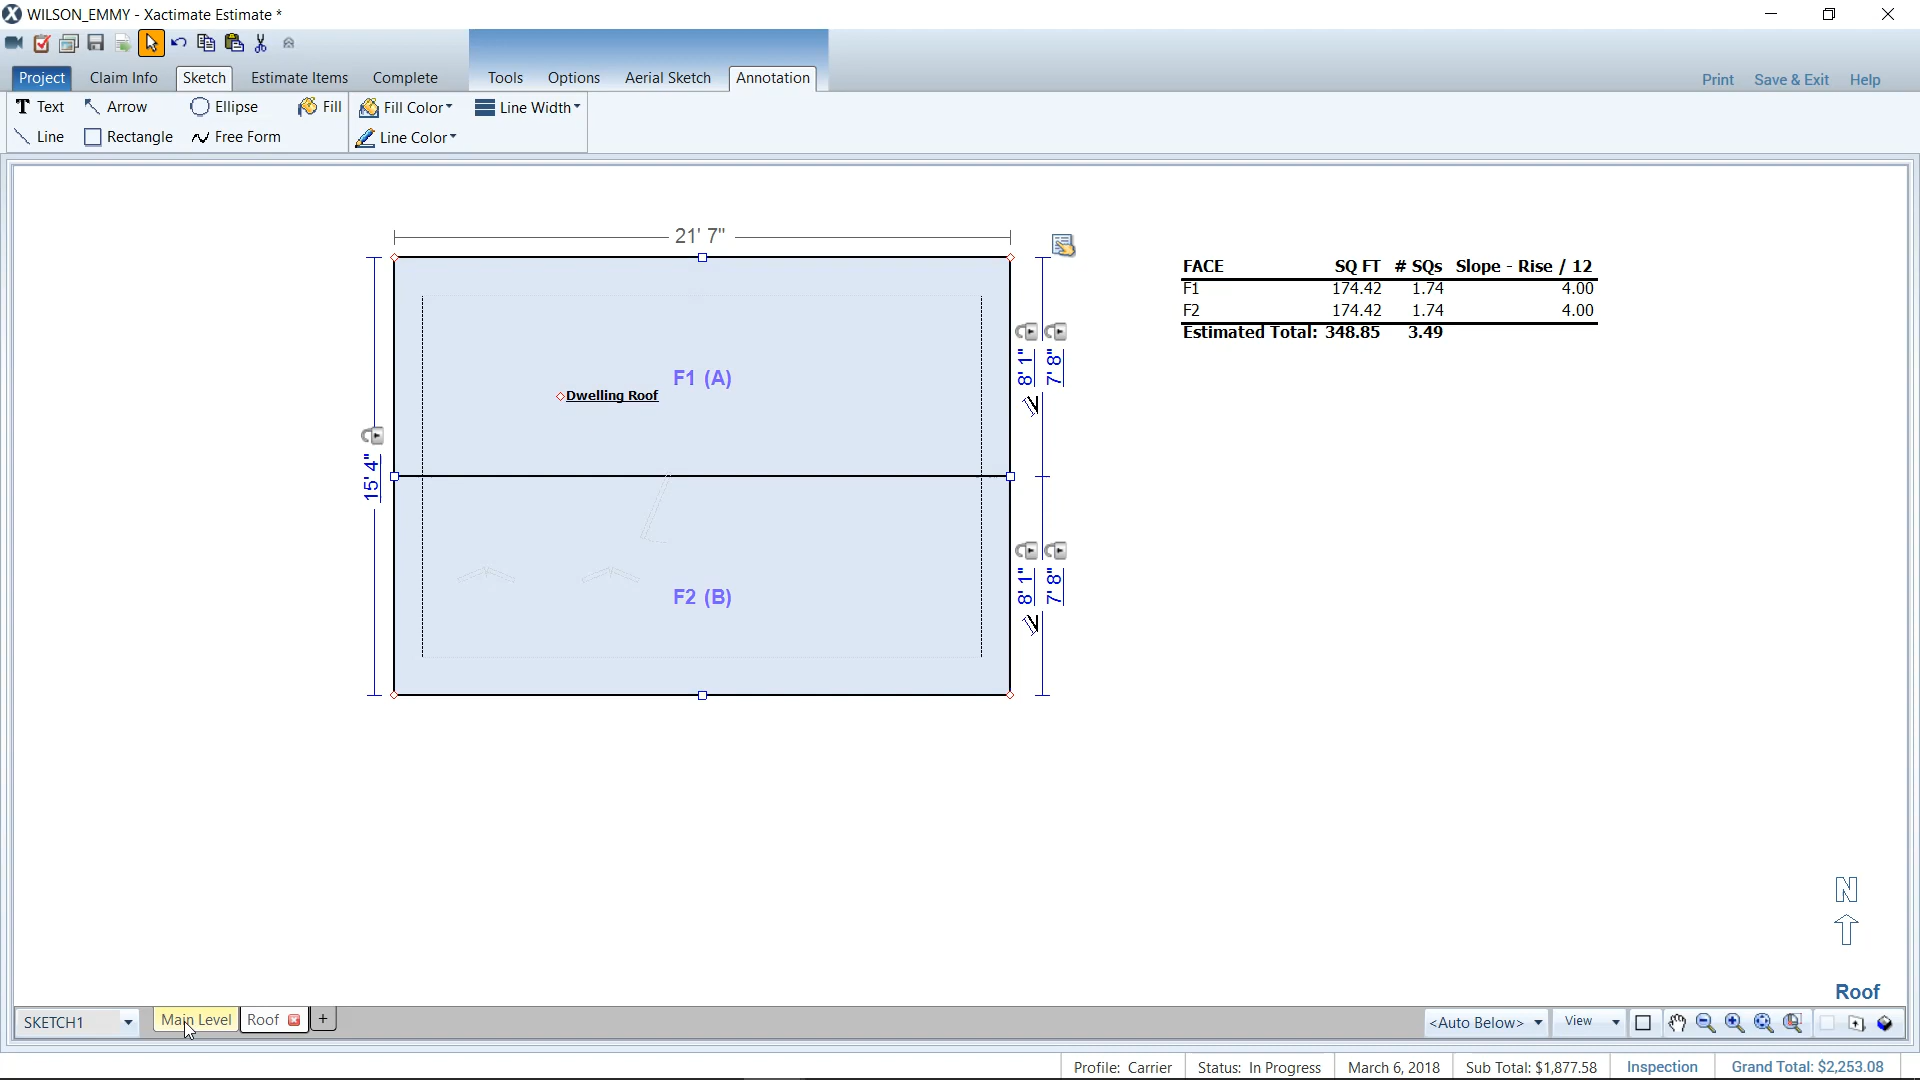 WILSON_EMMY - Xactimate Estimate *
Project Claim Info Sketch Estimate Items Complete Tools Options Aerial Sketch Annotation Print Save & Exit Help
Text Arrow Ellipse Fill Fill Color Line Width
Line Rectangle Free Form Line Color
21' 7"
FACE SQ FT # SQs Slope - Rise / 12
F1 174.42 1.74 4.00
F2 174.42 1.74 4.00
Estimated Total: 348.85 3.49
8' 1" 7' 8"
F1 (A)
Dwelling Roof
15' 4"
8' 1" 7' 8"
F2 (B)
N
Roof
SKETCH1 Main Level Roof + <Auto Below> View
Profile: Carrier Status: In Progress March 6, 2018 Sub Total: $1,877.58 Inspection Grand Total: $2,253.08